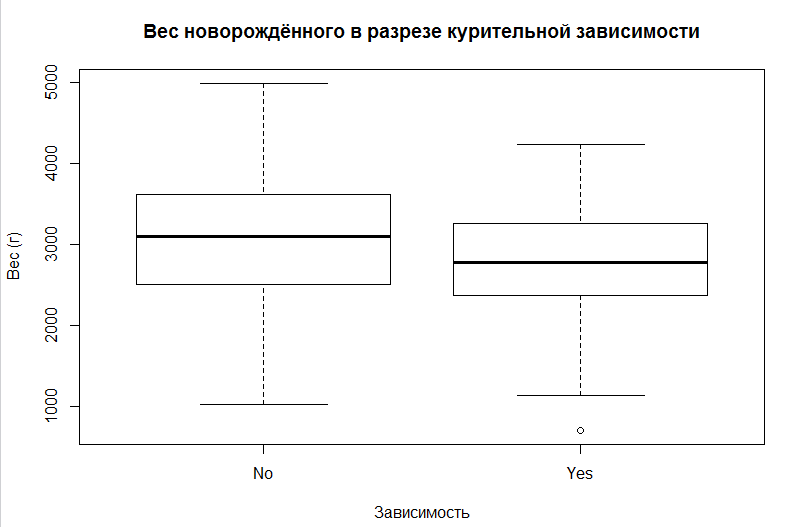 Вес новорождённого в разрезе курительной зависимости
Вес (г)
5000
4000
3000
2000
1000
No
Yes
Зависимость